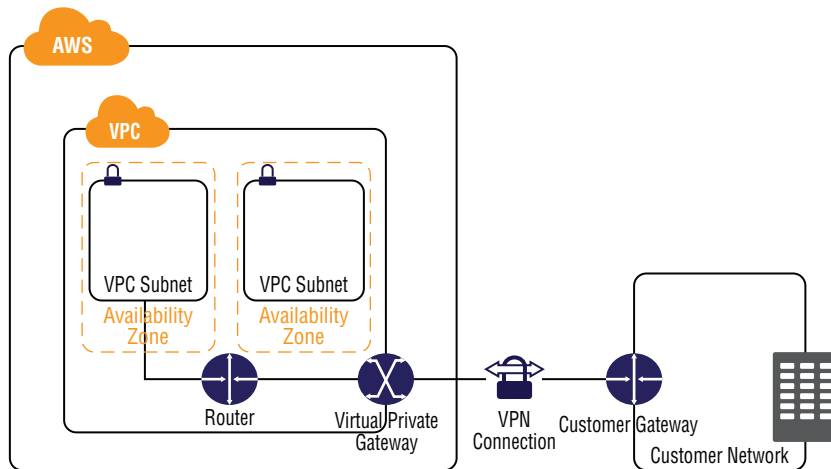 AWS
VPC
VPC Subnet
Availability
Zone
VPC Subnet
Availability
Zone
Router
Virtual Private
Gateway
VPN
Connection
Customer Gateway
Customer Network